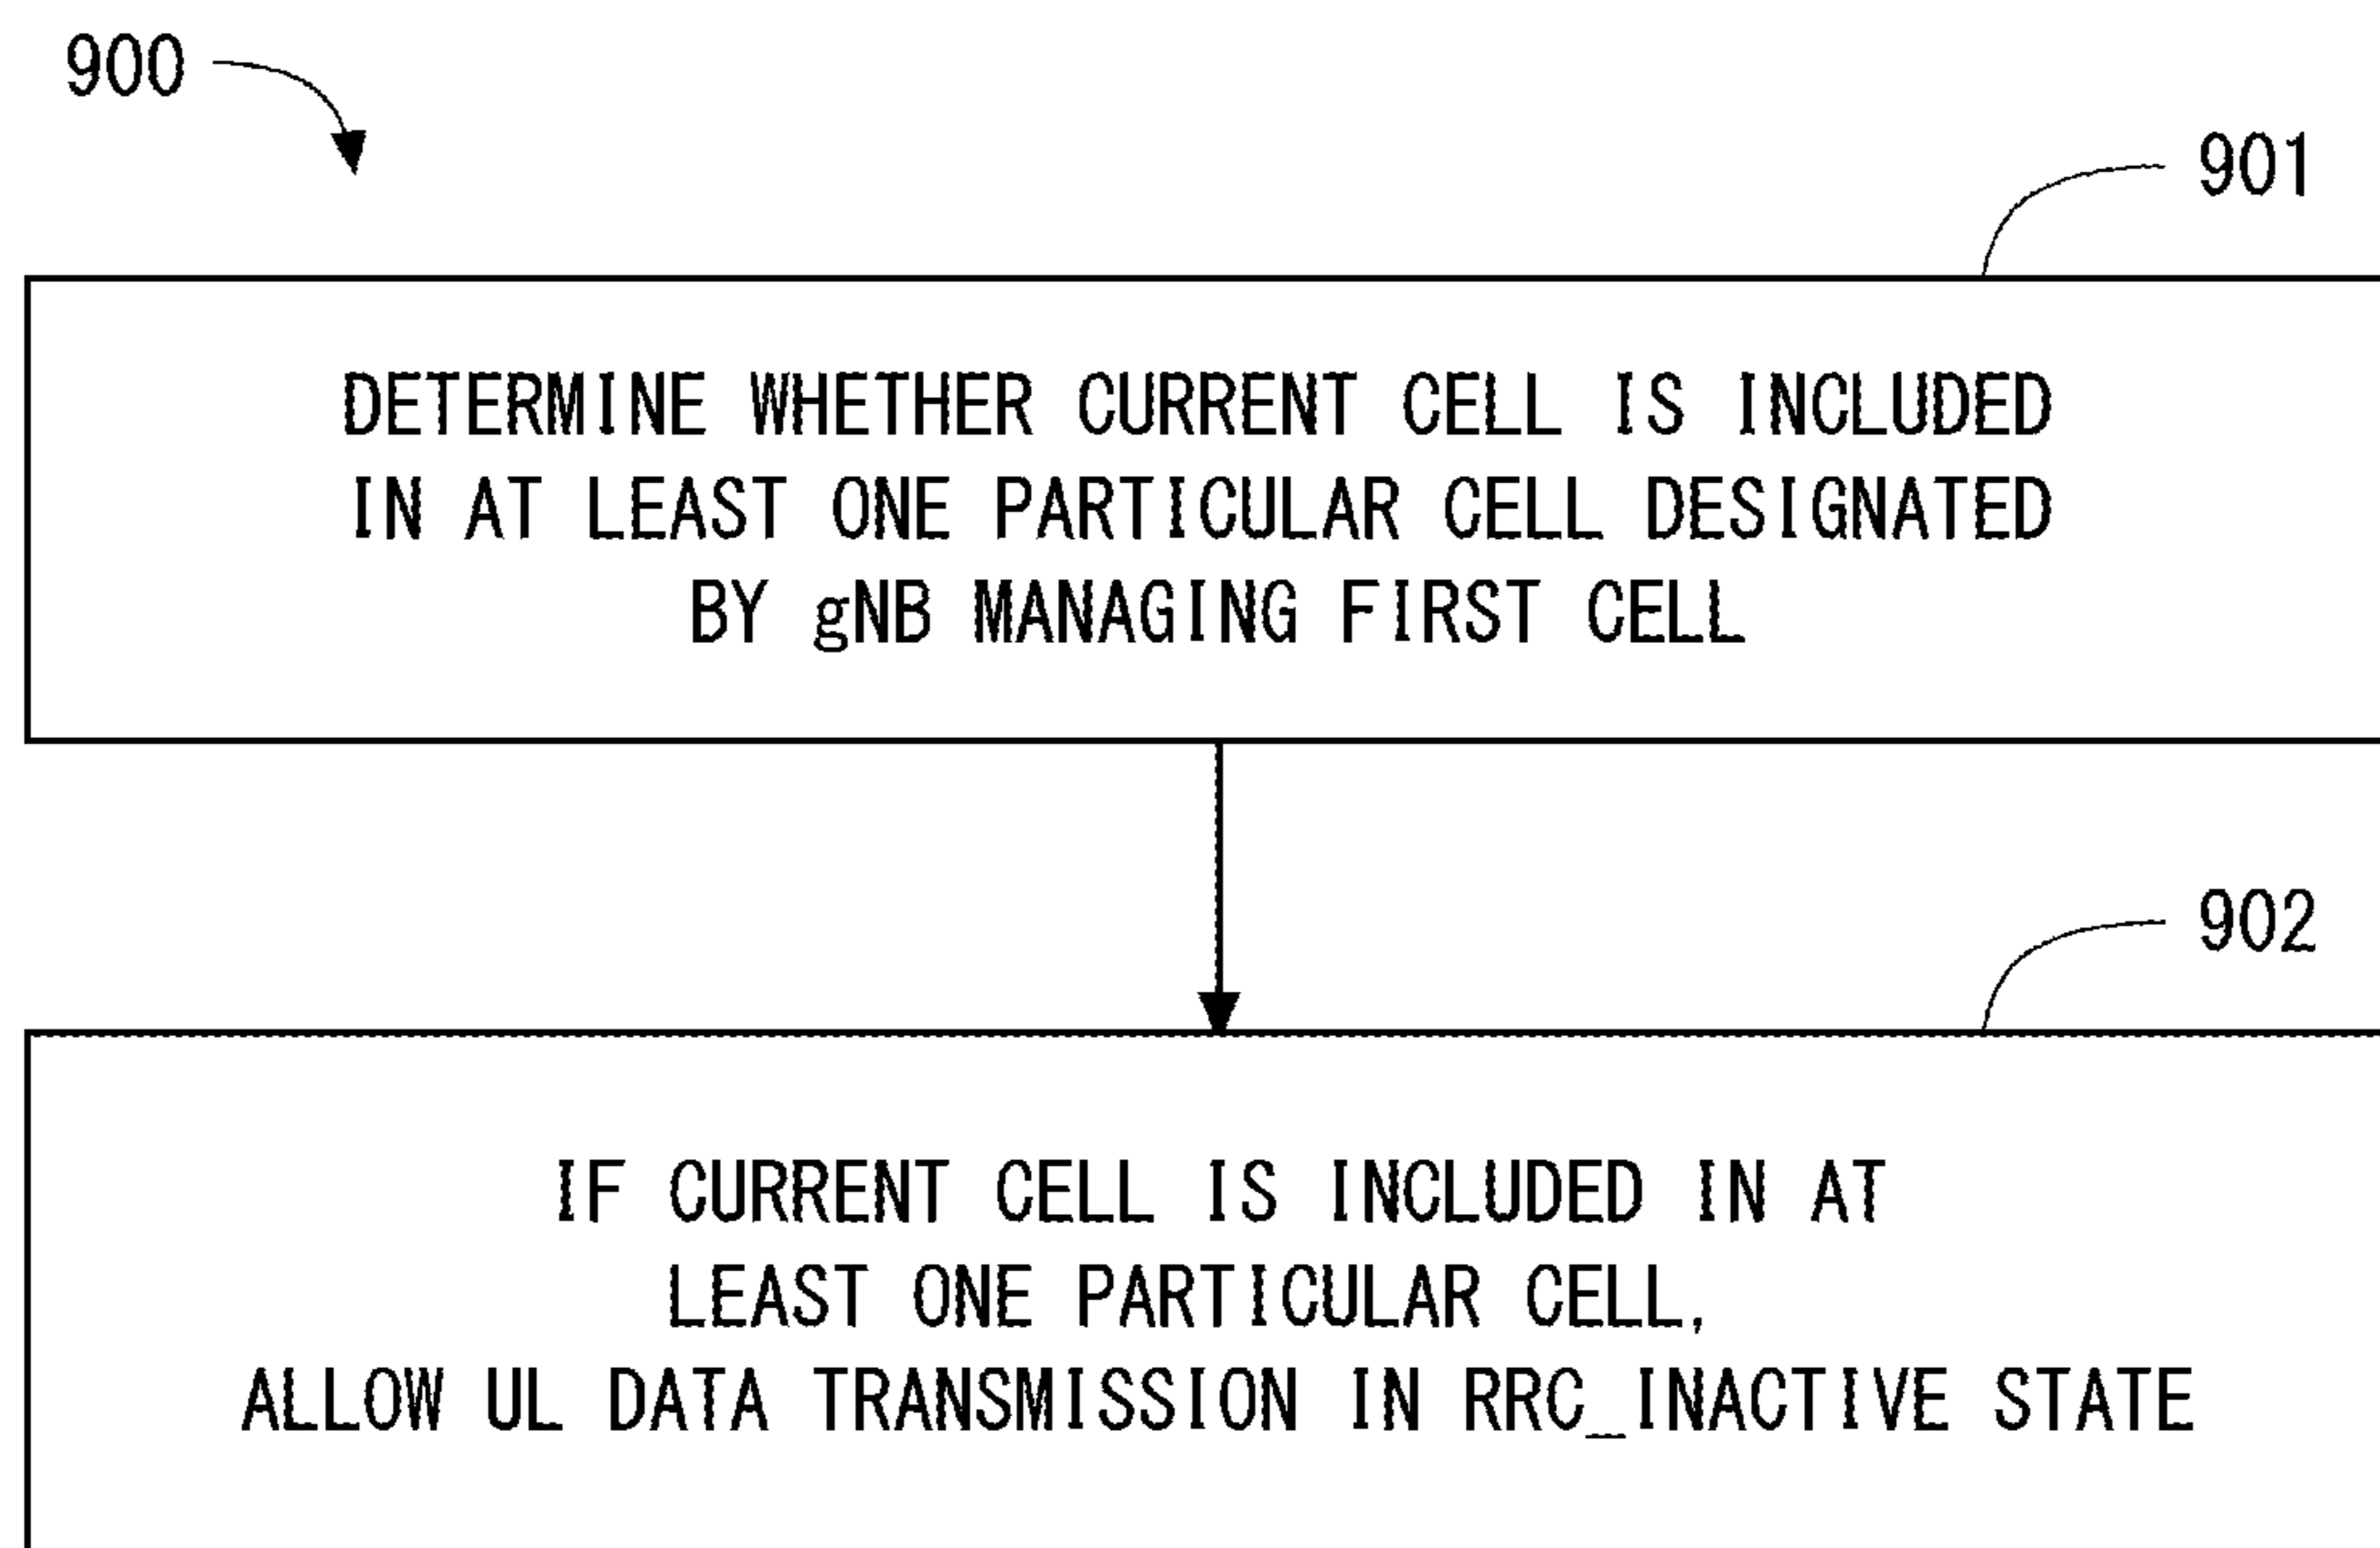 900
901
DETERMINE WHETHER CURRENT CELL IS INCLUDED
IN AT LEAST ONE PARTICULAR CELL DESIGNATED
BY gNB MANAGING FIRST CELL
902
IF CURRENT CELL IS INCLUDED IN AT
LEAST ONE PARTICULAR CELL,
ALLOW UL DATA TRANSMISSION IN RRC_INACTIVE STATE